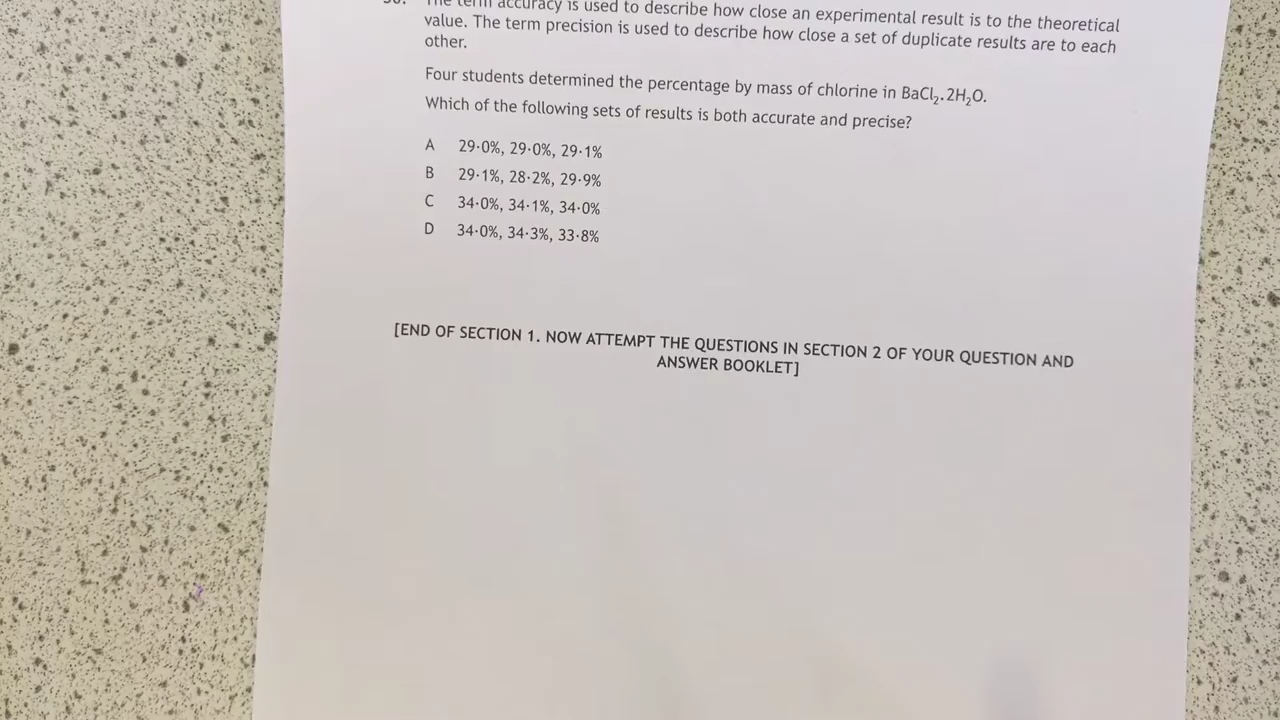 The term accuracy is used to describe how close an experimental result is to the theoretical
value. The term precision is used to describe how close a set of duplicate results are to each
other.
Four students determined the percentage by mass of chlorine in BaCl₂.2H₂O.
Which of the following sets of results is both accurate and precise?
A 29·0%, 29·0%, 29·1%
B 29·1%, 28·2%, 29·9%
C 34·0%, 34·1%, 34·0%
D 34·0%, 34·3%, 33·8%
[END OF SECTION 1. NOW ATTEMPT THE QUESTIONS IN SECTION 2 OF YOUR QUESTION AND
ANSWER BOOKLET]